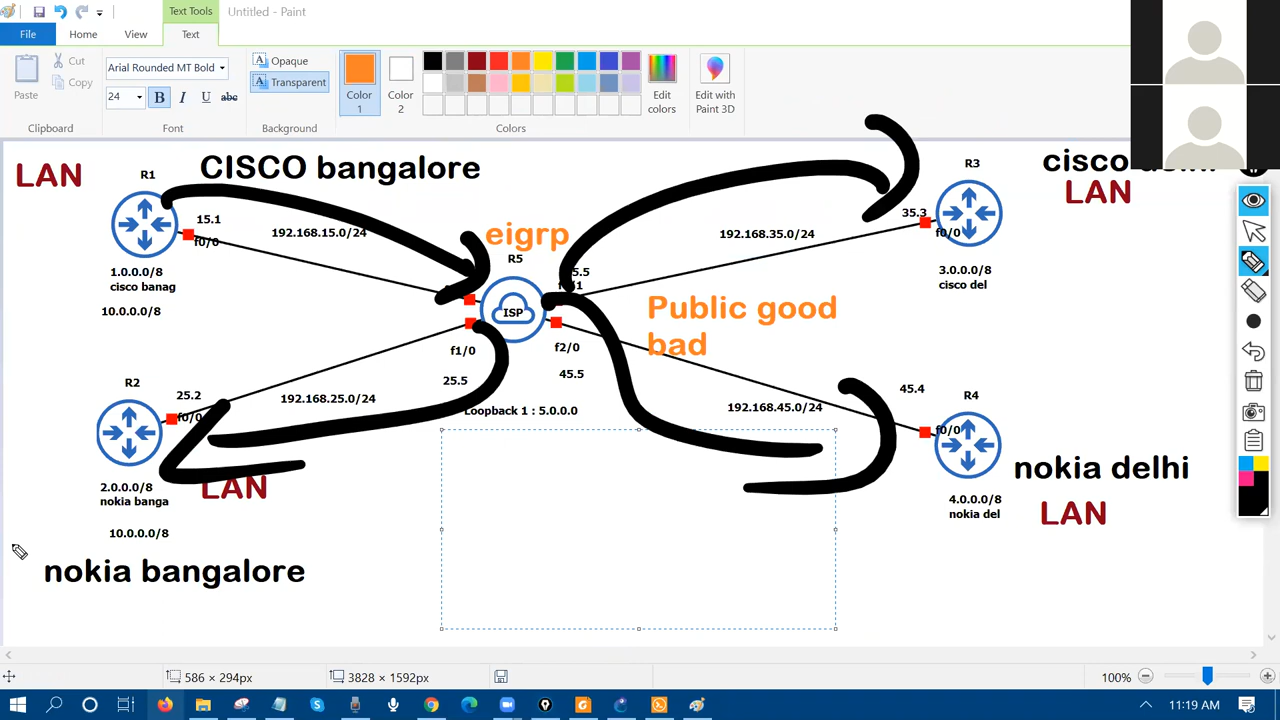 Text Tools
Untitled - Paint
File
Home
View
Text
Paste
Cut
Copy
Clipboard
Arial Rounded MT Bold
24
B
I
U
abc
Font
Opaque
Transparent
Background
Color
1
Color
2
Colors
Edit
colors
Edit with
Paint 3D
LAN
R1
CISCO bangalore
15.1
f0/0
192.168.15.0/24
1.0.0.0/8
cisco banag
10.0.0.0/8
eigrp
R5
ISP
192.168.35.0/24
R3
cisco
LAN
35.3
f0/0
3.0.0.0/8
cisco del
Public good
bad
f1/0
25.5
f2/0
45.5
Loopback 1 : 5.0.0.0
R2
25.2
f0/0
192.168.25.0/24
2.0.0.0/8
nokia banga
LAN
10.0.0.0/8
nokia bangalore
192.168.45.0/24
45.4
R4
f0/0
nokia delhi
4.0.0.0/8
nokia del
LAN
586 × 294px
3828 × 1592px
100%
11:19 AM